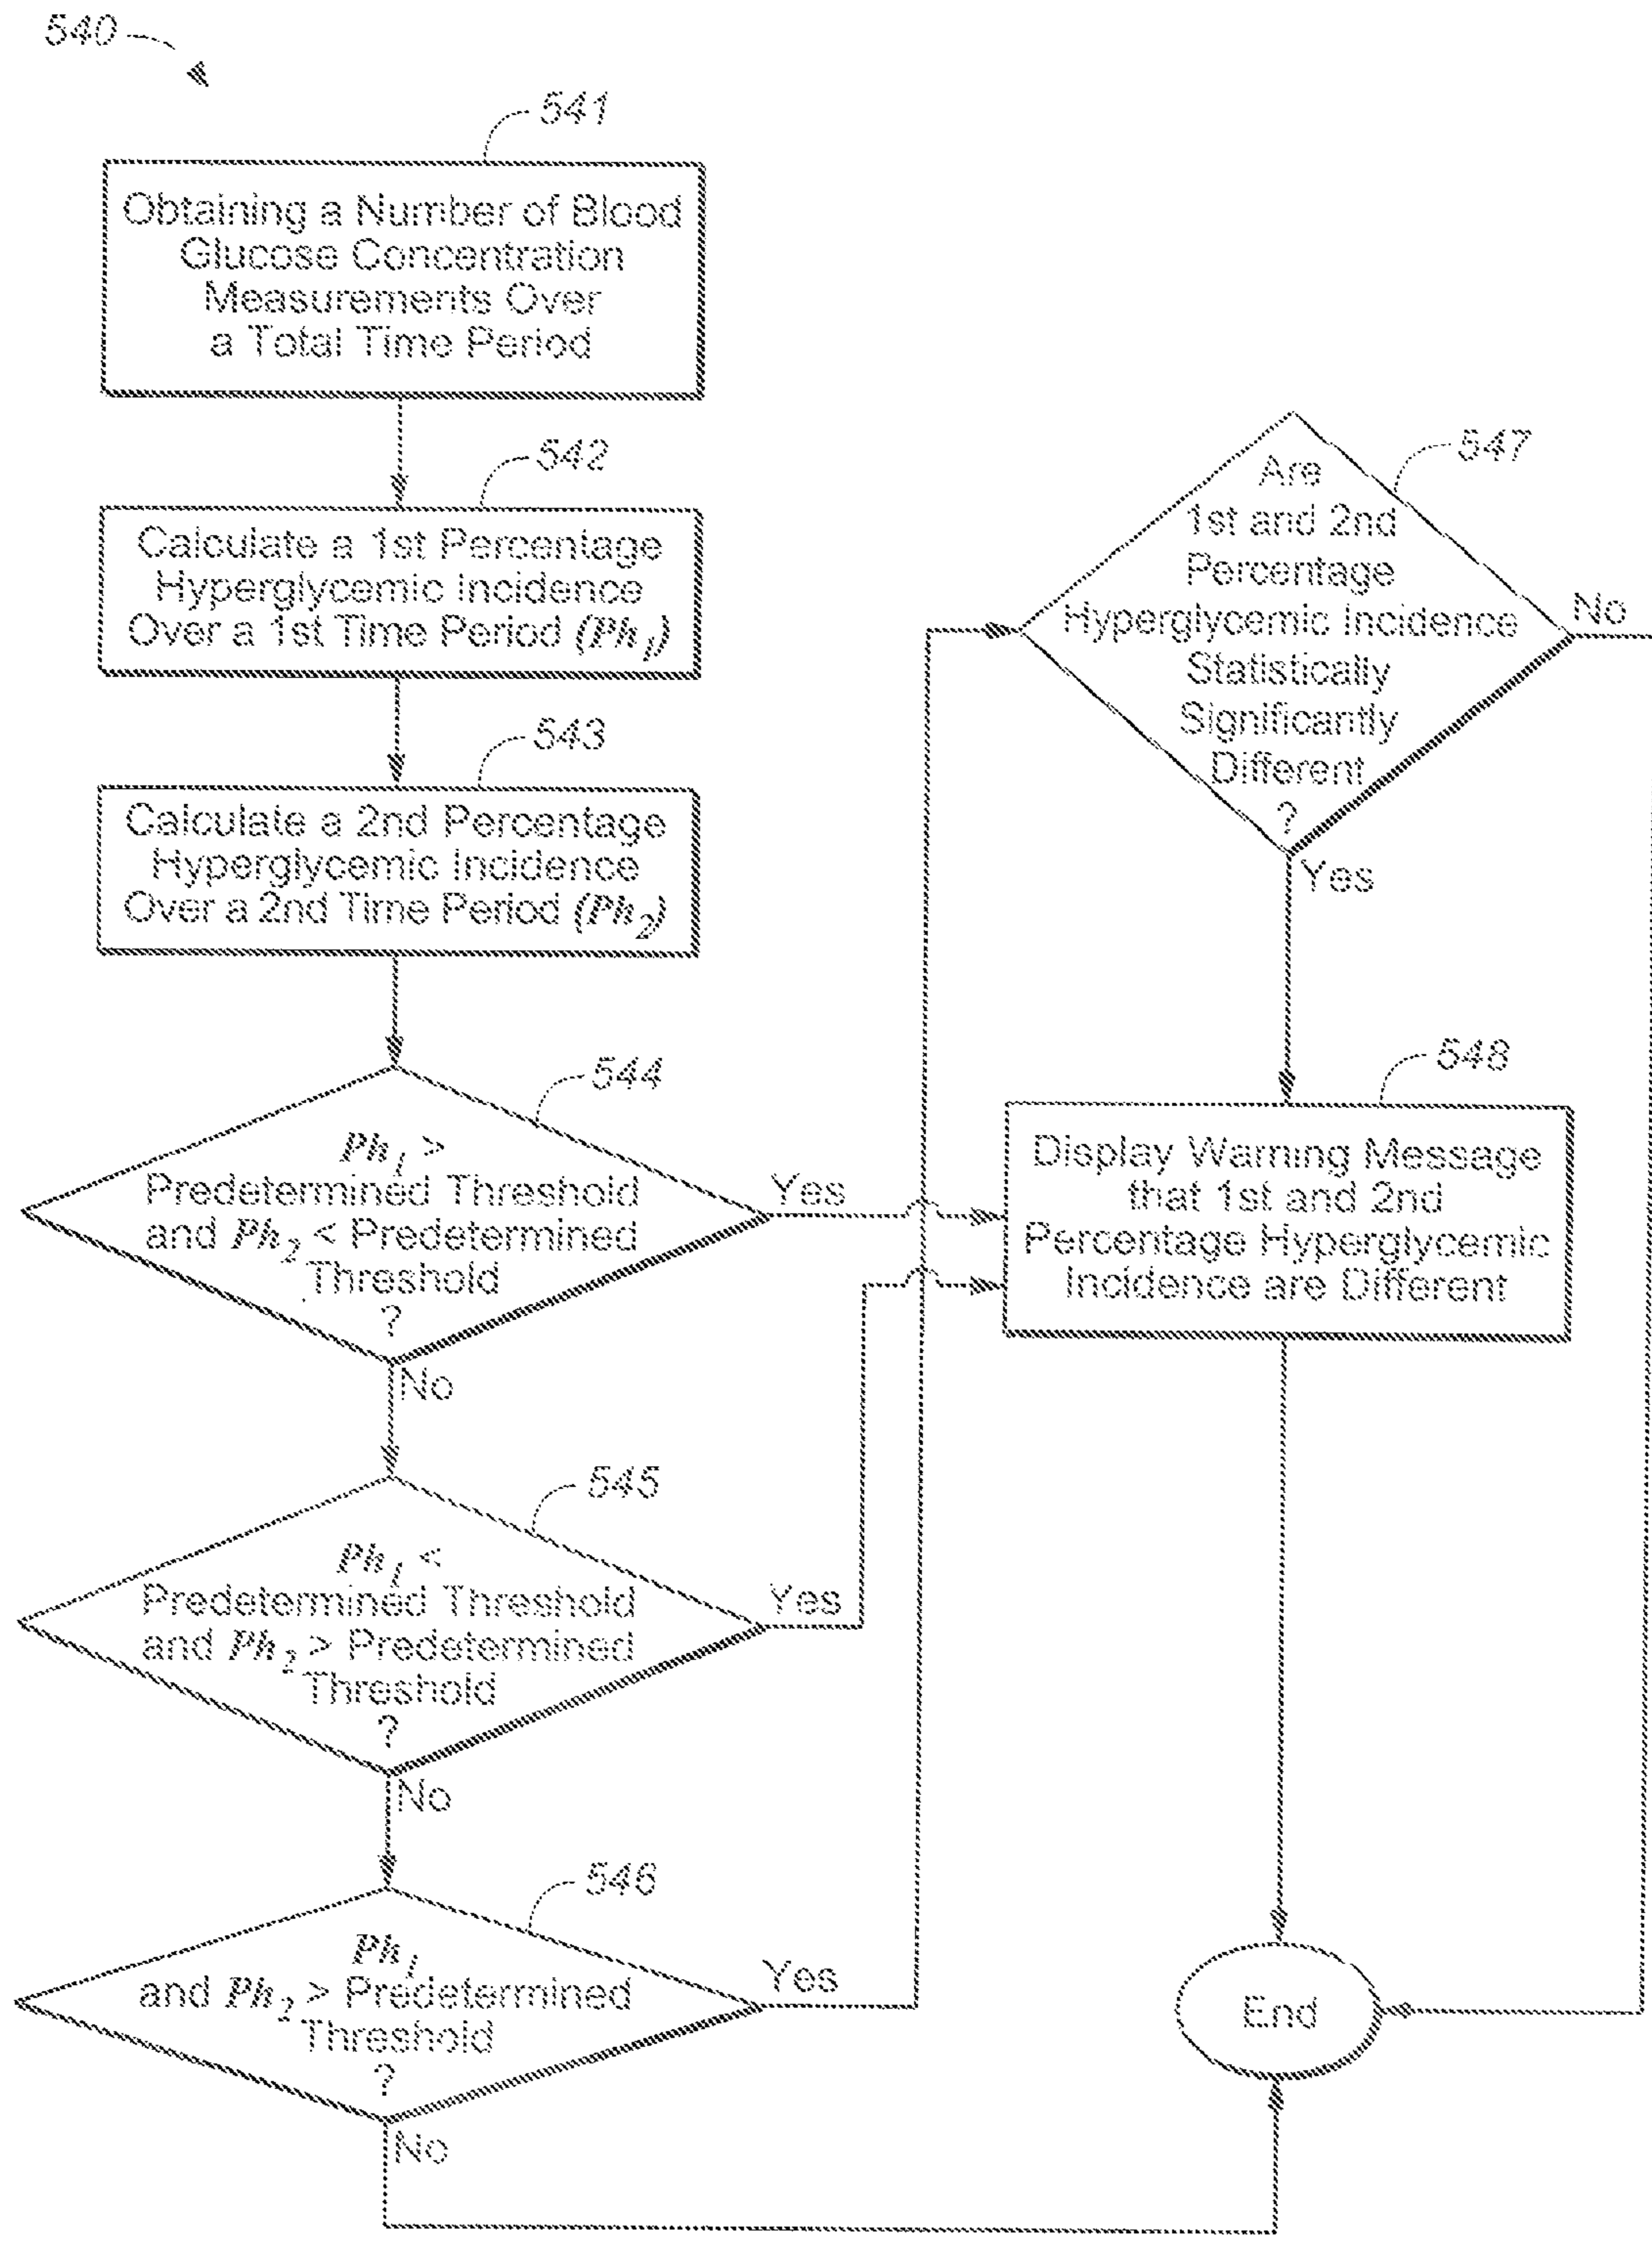 540
541
Obtaining a Number of Blood
Glucose Concentration
Measurements Over
a Total Time Period
542
Calculate a 1st Percentage
Hyperglycemic Incidence
Over a 1st Time Period (Ph1)
543
Calculate a 2nd Percentage
Hyperglycemic Incidence
Over a 2nd Time Period (Ph2)
544
Ph1 >
Predetermined Threshold
and Ph2 < Predetermined
Threshold
?
Yes
No
545
Ph1 <
Predetermined Threshold
and Ph2 > Predetermined
Threshold
?
Yes
No
546
Ph1
and Ph2 > Predetermined
Threshold
?
Yes
No
547
Are
1st and 2nd
Percentage
Hyperglycemic Incidence
Statistically
Significantly
Different
?
No
Yes
548
Display Warning Message
that 1st and 2nd
Percentage Hyperglycemic
Incidence are Different
End